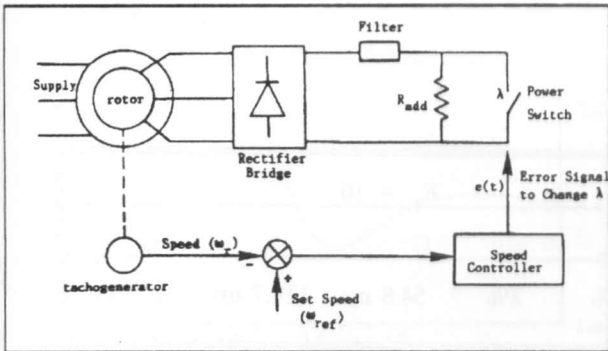 Filter
Supply
rotor
R_add
λ
Power
Switch
Rectifier
Bridge
e(t)
Error Signal
to Change λ
Speed (ω_r)
-
+
Speed
Controller
tachogenerator
Set Speed
(ω_ref)